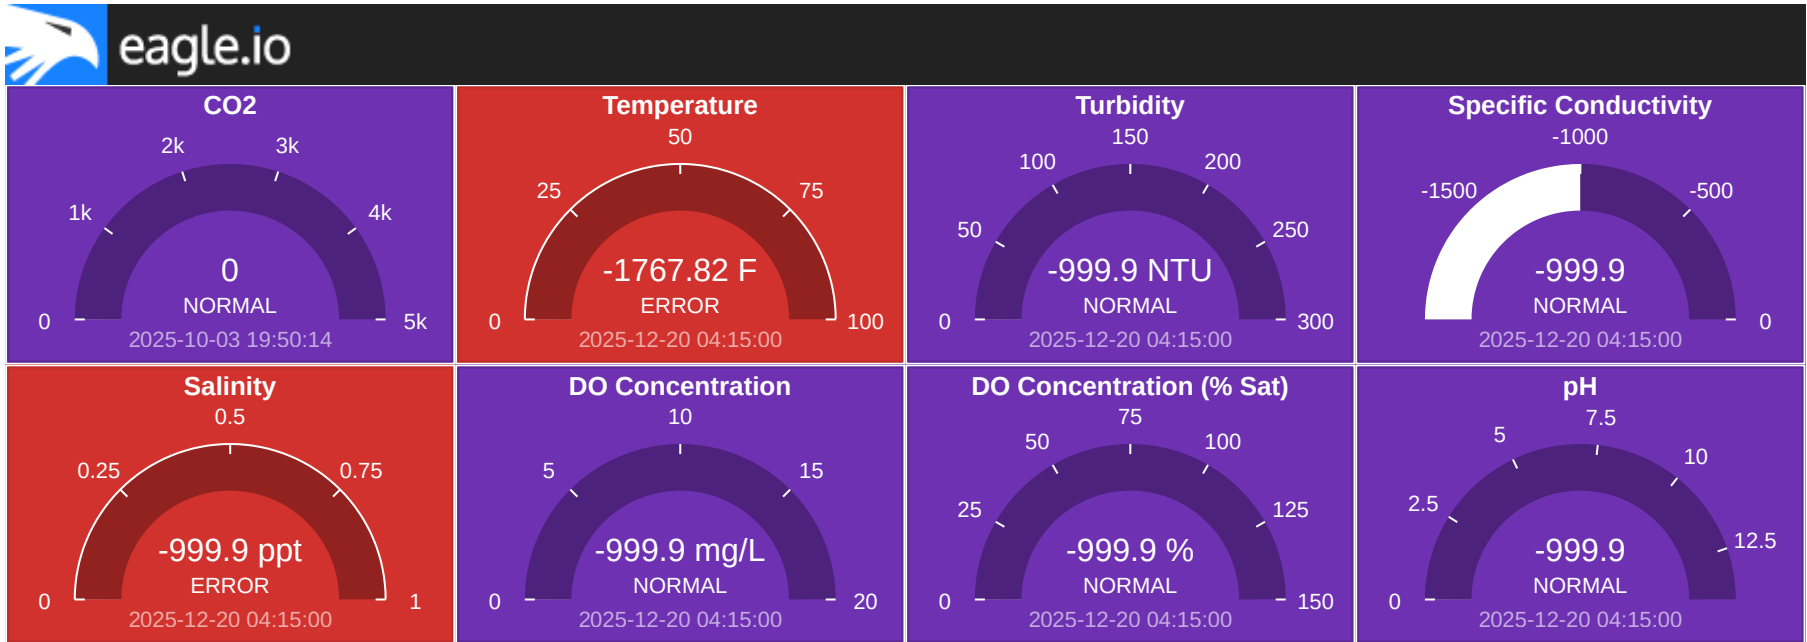 eagle.io
CO2
2k
3k
1k
4k
0
NORMAL
0
5k
2025-10-03 19:50:14
Temperature
50
25
75
-1767.82 F
ERROR
0
100
2025-12-20 04:15:00
Turbidity
150
100
200
50
250
-999.9 NTU
NORMAL
0
300
2025-12-20 04:15:00
Specific Conductivity
-1000
-1500
-500
-999.9
NORMAL
0
2025-12-20 04:15:00
Salinity
0.5
0.25
0.75
-999.9 ppt
ERROR
0
1
2025-12-20 04:15:00
DO Concentration
10
5
15
-999.9 mg/L
NORMAL
0
20
2025-12-20 04:15:00
DO Concentration (% Sat)
75
50
100
25
125
-999.9 %
NORMAL
0
150
2025-12-20 04:15:00
pH
7.5
5
10
2.5
12.5
-999.9
NORMAL
0
2025-12-20 04:15:00